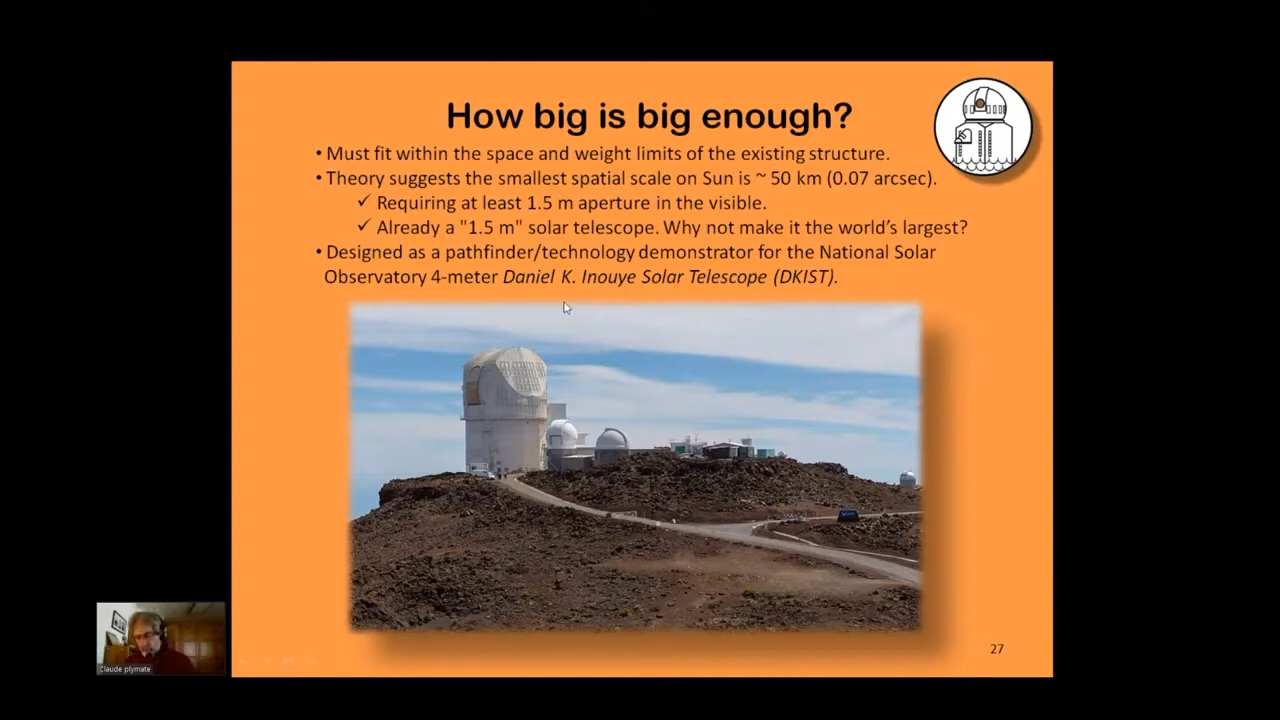 How big is big enough?
• Must fit within the space and weight limits of the existing structure.
• Theory suggests the smallest spatial scale on Sun is ~ 50 km (0.07 arcsec).
✓ Requiring at least 1.5 m aperture in the visible.
✓ Already a "1.5 m" solar telescope. Why not make it the world’s largest?
• Designed as a pathfinder/technology demonstrator for the National Solar
Observatory 4-meter Daniel K. Inouye Solar Telescope (DKIST).
27
Claude plymate